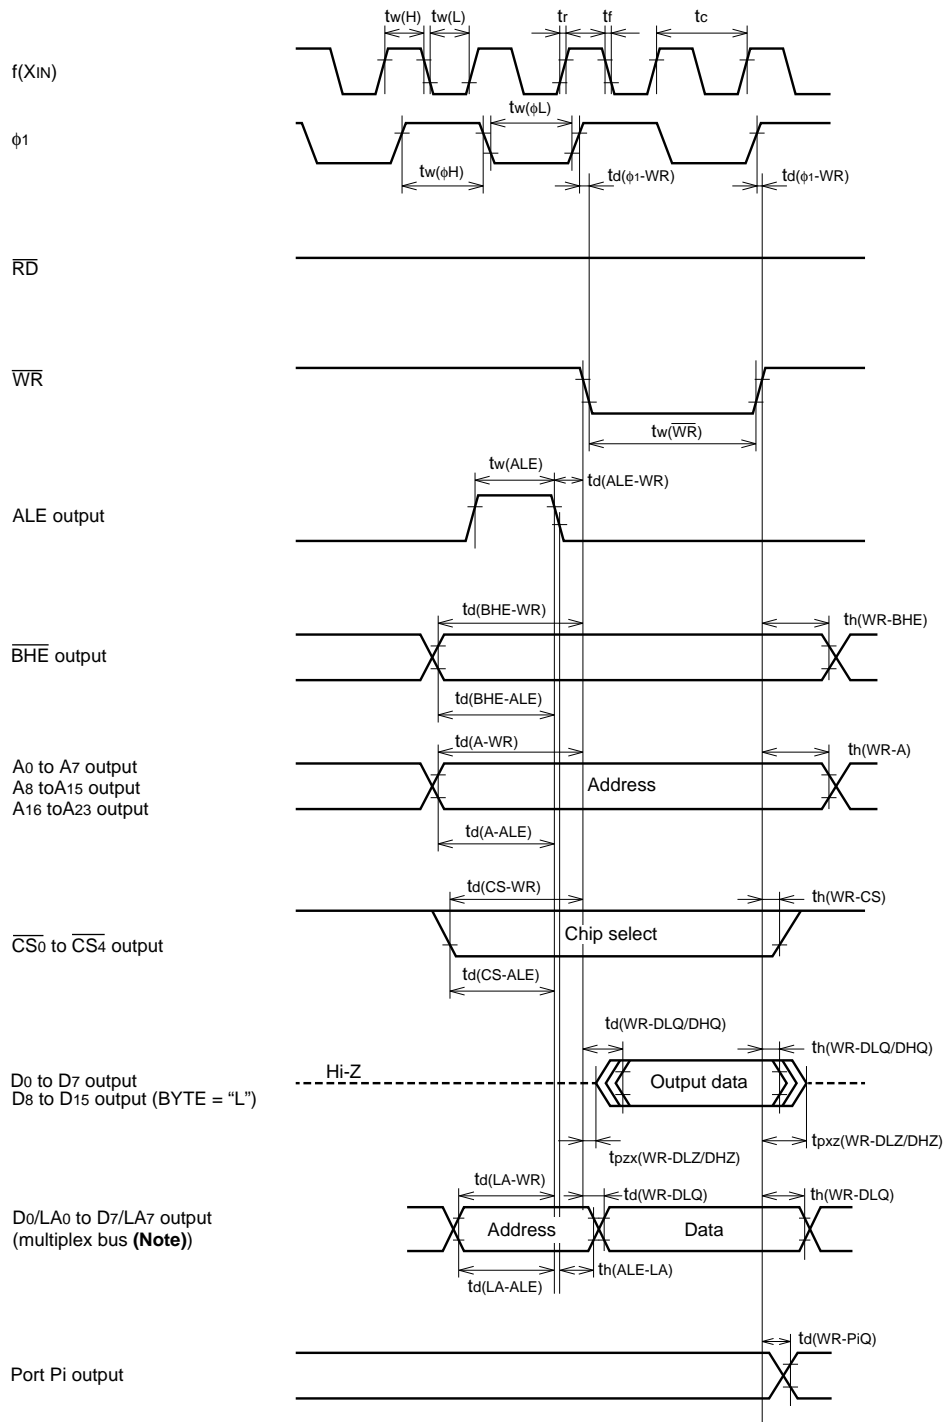 tw(H) tw(L) tr tf tc
f(XIN)
tw(ϕL)
ϕ1
tw(ϕH) td(ϕ1-WR) td(ϕ1-WR)
RD
WR
tw(WR)
tw(ALE)
td(ALE-WR)
ALE output
td(BHE-WR) th(WR-BHE)
BHE output
td(BHE-ALE)
td(A-WR) th(WR-A)
A0 to A7 output
A8 toA15 output
A16 toA23 output
Address
td(A-ALE)
td(CS-WR) th(WR-CS)
CS0 to CS4 output
Chip select
td(CS-ALE)
td(WR-DLQ/DHQ)
th(WR-DLQ/DHQ)
Hi-Z
D0 to D7 output
D8 to D15 output (BYTE = “L”)
Output data
tpxz(WR-DLZ/DHZ)
tpzx(WR-DLZ/DHZ)
td(LA-WR) td(WR-DLQ) th(WR-DLQ)
D0/LA0 to D7/LA7 output
(multiplex bus (Note))
Address Data
td(LA-ALE) th(ALE-LA)
td(WR-PiQ)
Port Pi output